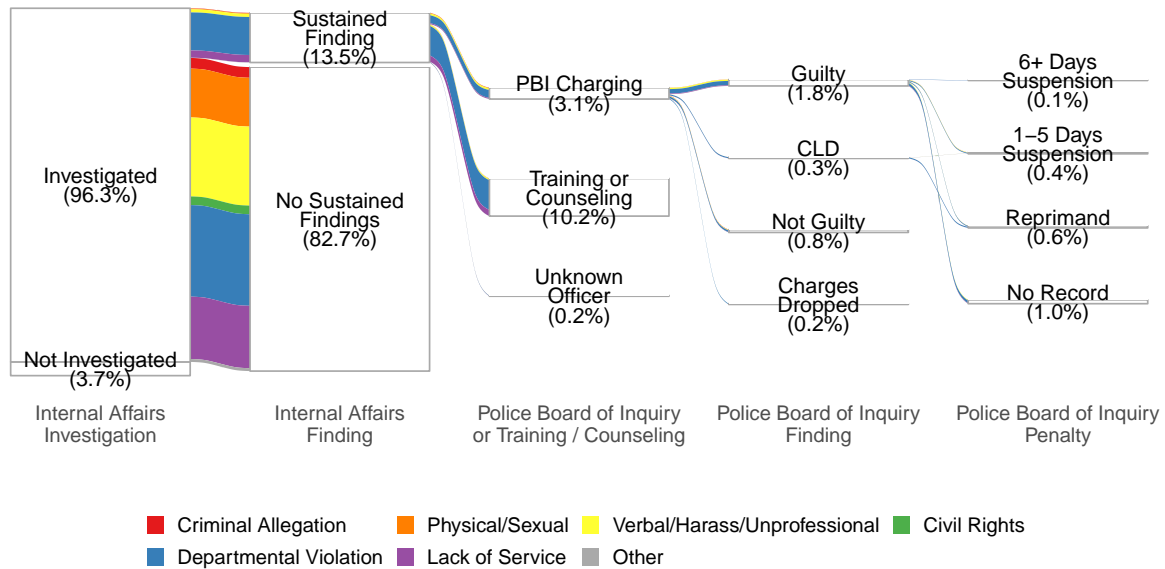 Investigated
(96.3%)
Not Investigated
(3.7%)
Sustained
Finding
(13.5%)
No Sustained
Findings
(82.7%)
PBI Charging
(3.1%)
Training or
Counseling
(10.2%)
Unknown
Officer
(0.2%)
Guilty
(1.8%)
CLD
(0.3%)
Not Guilty
(0.8%)
Charges
Dropped
(0.2%)
6+ Days
Suspension
(0.1%)
1−5 Days
Suspension
(0.4%)
Reprimand
(0.6%)
No Record
(1.0%)
Internal Affairs
Investigation
Internal Affairs
Finding
Police Board of Inquiry
or Training / Counseling
Police Board of Inquiry
Finding
Police Board of Inquiry
Penalty
Criminal Allegation
Physical/Sexual
Verbal/Harass/Unprofessional
Civil Rights
Departmental Violation
Lack of Service
Other